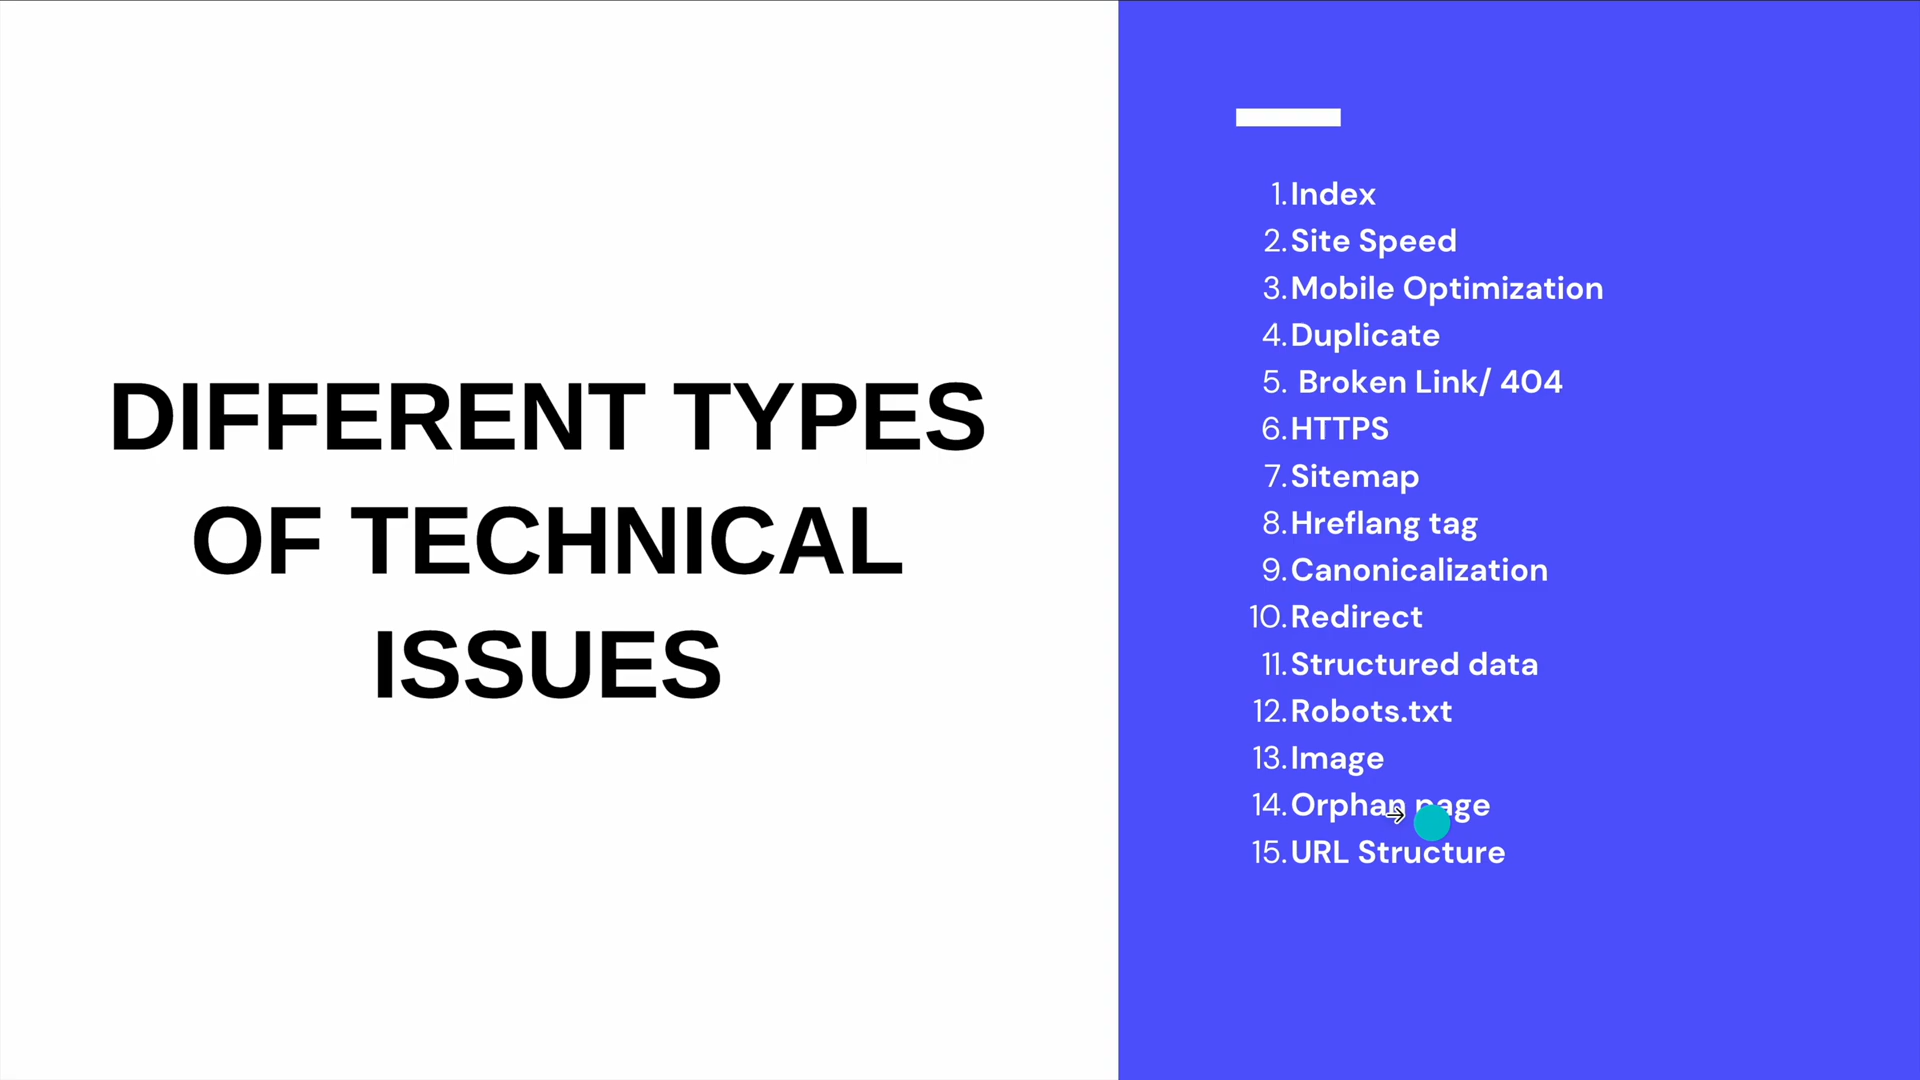 DIFFERENT TYPES
OF TECHNICAL
ISSUES
1. Index
2. Site Speed
3. Mobile Optimization
4. Duplicate
5. Broken Link/ 404
6. HTTPS
7. Sitemap
8. Hreflang tag
9. Canonicalization
10. Redirect
11. Structured data
12. Robots.txt
13. Image
14. Orphan page
15. URL Structure